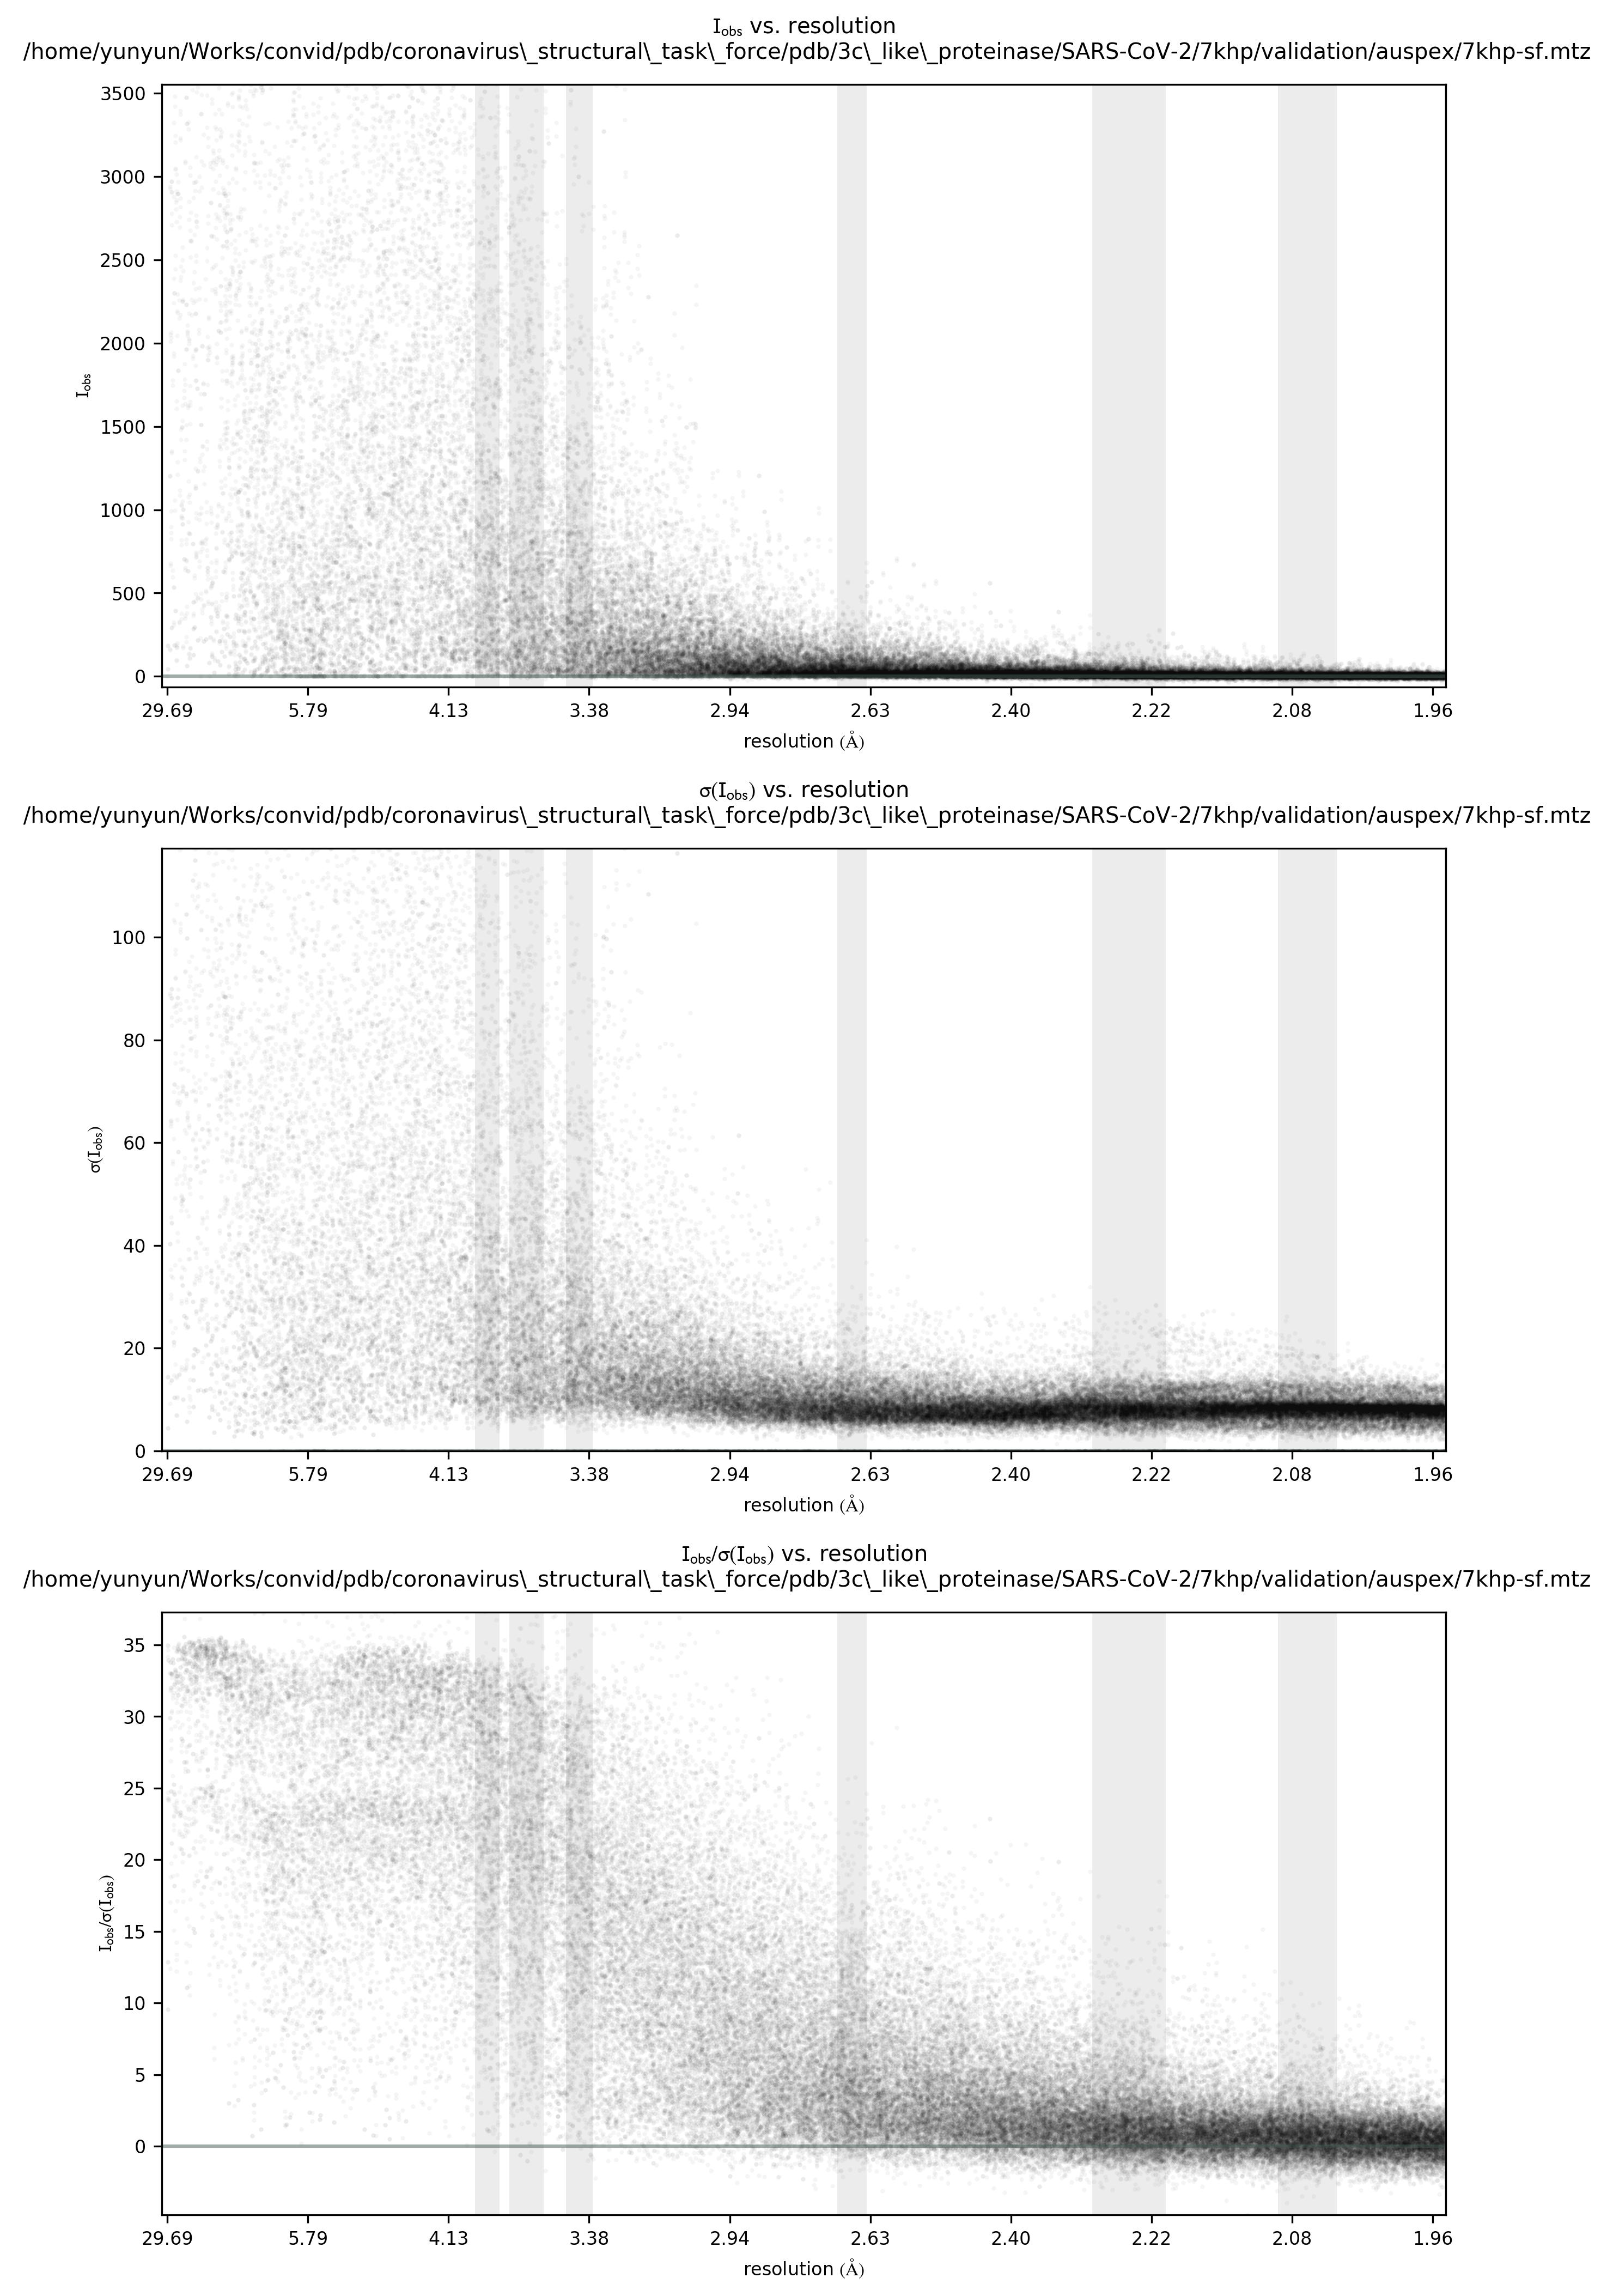 Iobs vs. resolution
/home/yunyun/Works/convid/pdb/coronavirus\_structural\_task\_force/pdb/3c\_like\_proteinase/SARS-CoV-2/7khp/validation/auspex/7khp-sf.mtz
3500
3000
2500
2000
1500
1000
500
0
Iobs
29.69 5.79 4.13 3.38 2.94 2.63 2.40 2.22 2.08 1.96
resolution (Å)
σ(Iobs) vs. resolution
/home/yunyun/Works/convid/pdb/coronavirus\_structural\_task\_force/pdb/3c\_like\_proteinase/SARS-CoV-2/7khp/validation/auspex/7khp-sf.mtz
100
80
60
40
20
0
σ(Iobs)
29.69 5.79 4.13 3.38 2.94 2.63 2.40 2.22 2.08 1.96
resolution (Å)
Iobs/σ(Iobs) vs. resolution
/home/yunyun/Works/convid/pdb/coronavirus\_structural\_task\_force/pdb/3c\_like\_proteinase/SARS-CoV-2/7khp/validation/auspex/7khp-sf.mtz
35
30
25
20
15
10
5
0
Iobs/σ(Iobs)
29.69 5.79 4.13 3.38 2.94 2.63 2.40 2.22 2.08 1.96
resolution (Å)